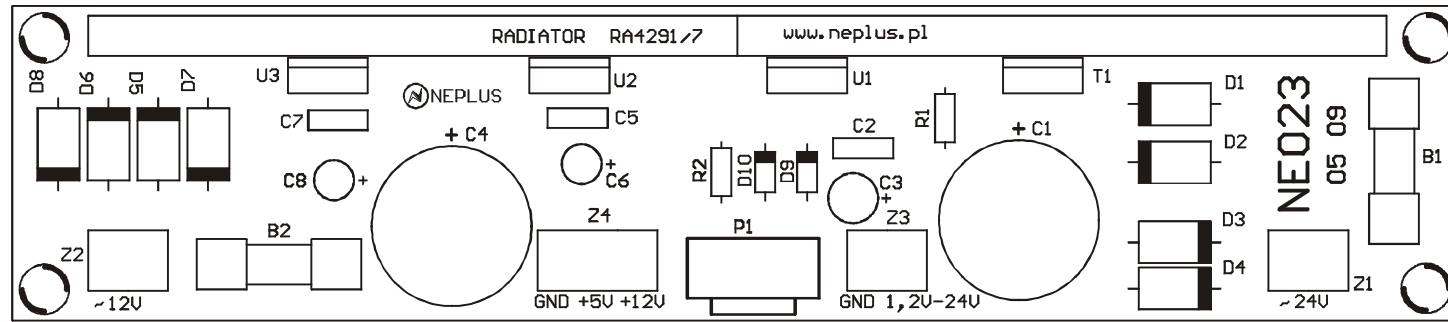 RADIATOR RA4291/7
www.neplus.pl
D8
D6
D5
D7
U3
NEPLUS
U2
U1
T1
D1
D2
D3
D4
NE023
05 09
B1
C7
C8
+
+ C4
C5
+
C6
R2
D10
D9
C2
C3
+
R1
+ C1
Z2
~12V
B2
Z4
GND +5V +12V
P1
Z3
GND 1,2V-24V
Z1
~24V